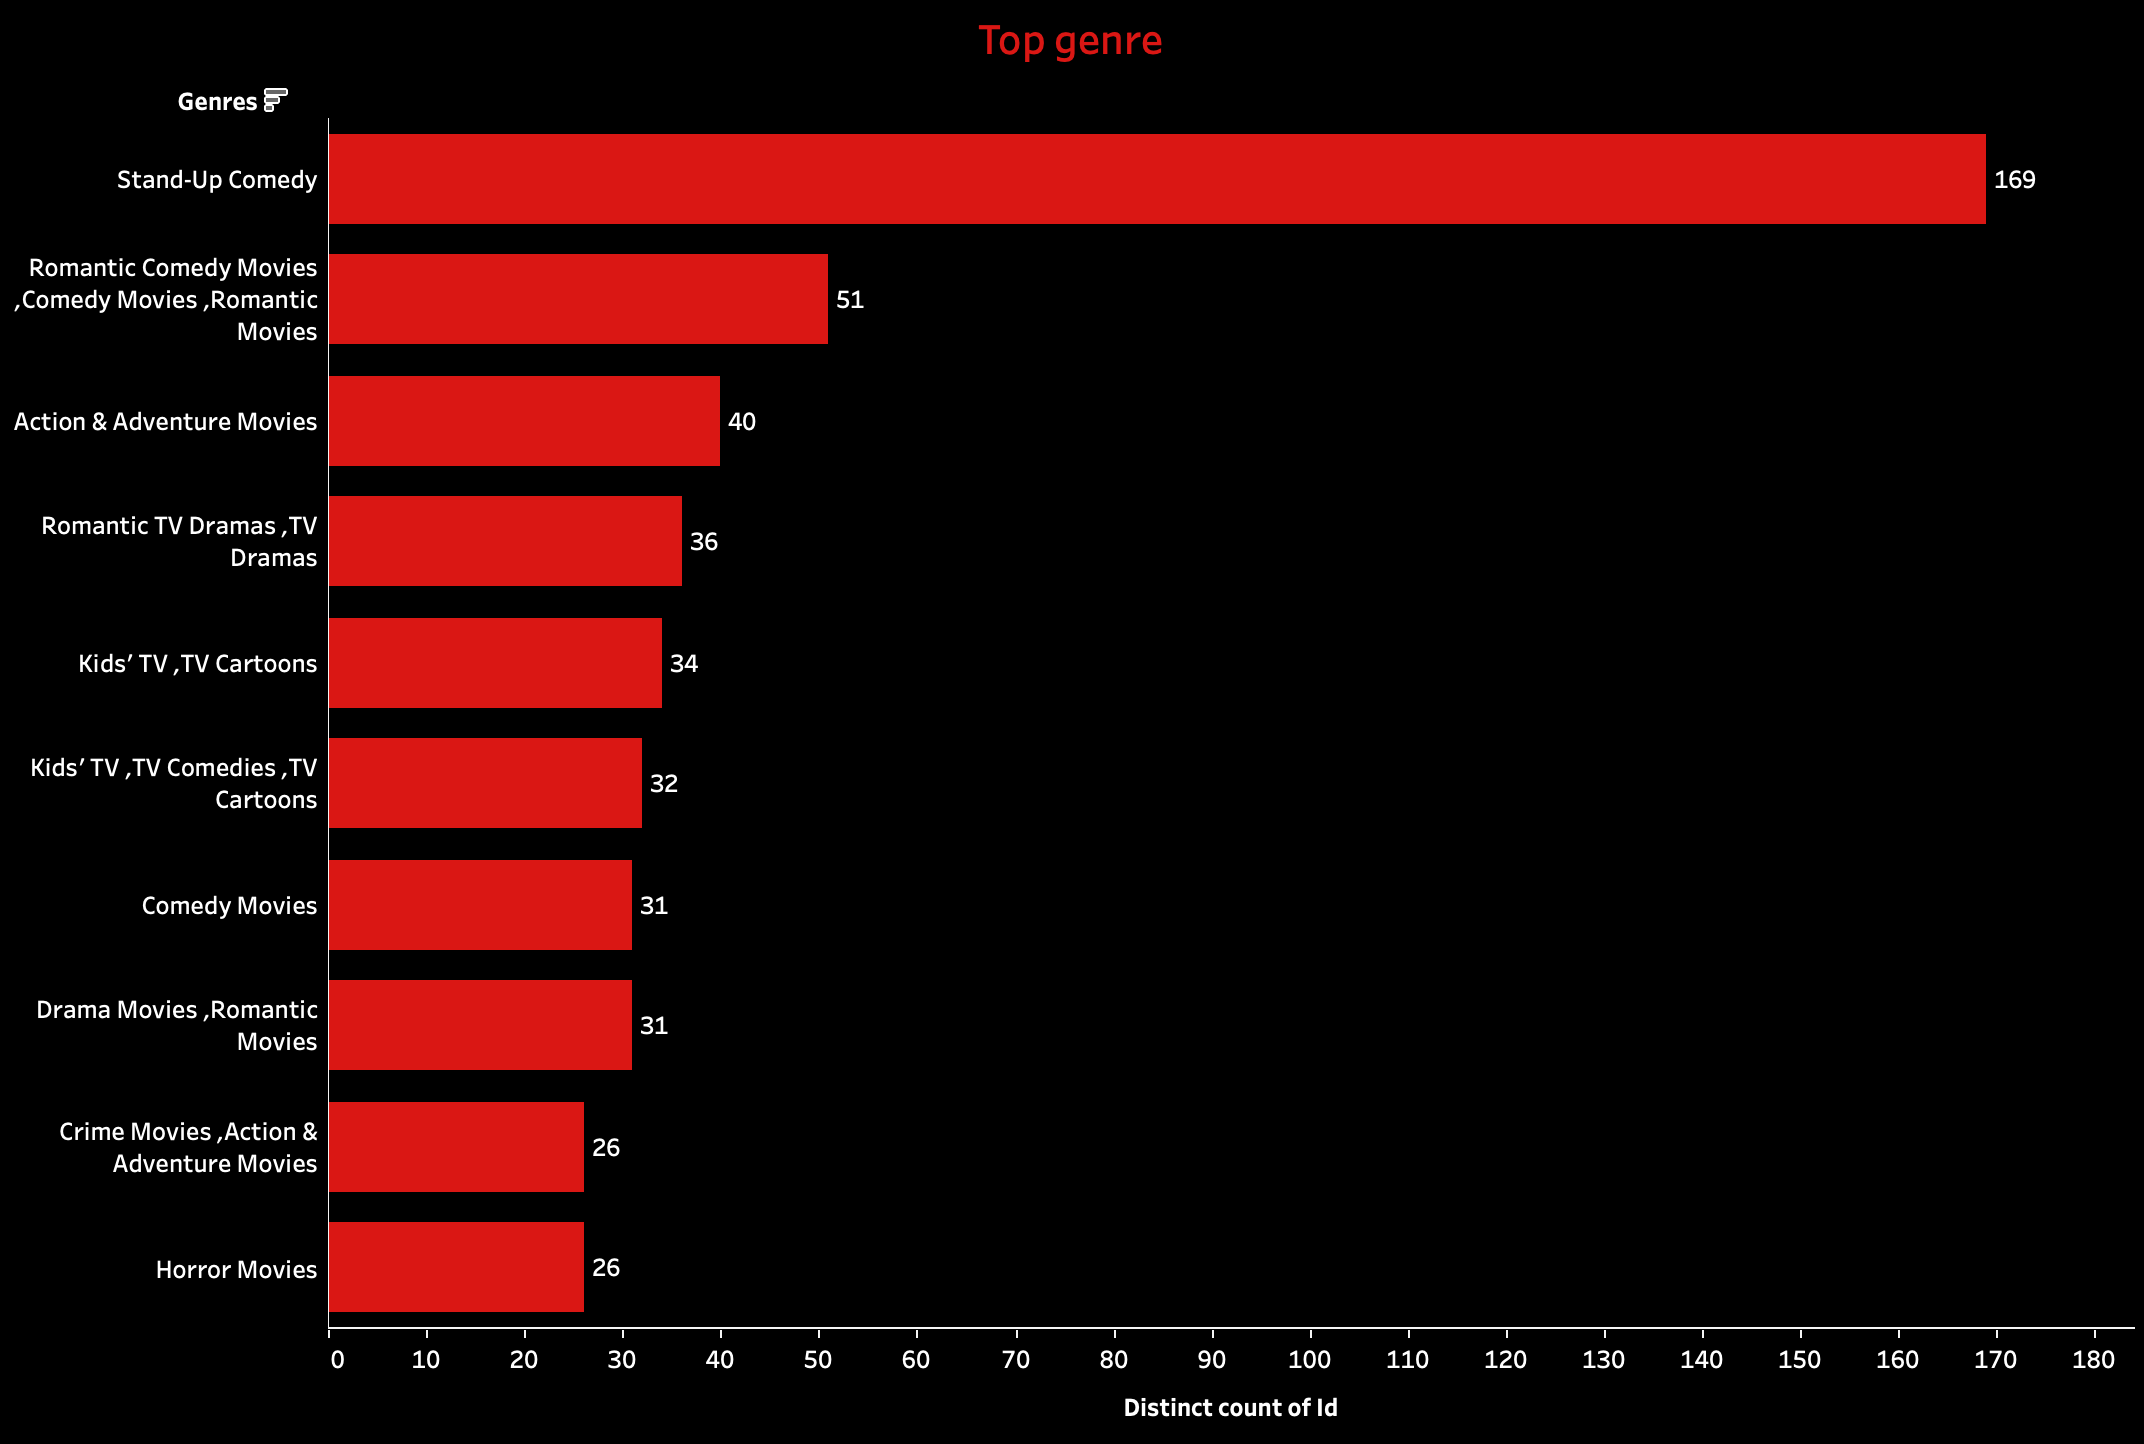 Top genre
Genres
Stand-Up Comedy
169
Romantic Comedy Movies
,Comedy Movies ,Romantic
Movies
51
Action & Adventure Movies
40
Romantic TV Dramas ,TV
Dramas
36
Kids’ TV ,TV Cartoons
34
Kids’ TV ,TV Comedies ,TV
Cartoons
32
Comedy Movies
31
Drama Movies ,Romantic
Movies
31
Crime Movies ,Action &
Adventure Movies
26
Horror Movies
26
0 10 20 30 40 50 60 70 80 90 100 110 120 130 140 150 160 170 180
Distinct count of Id